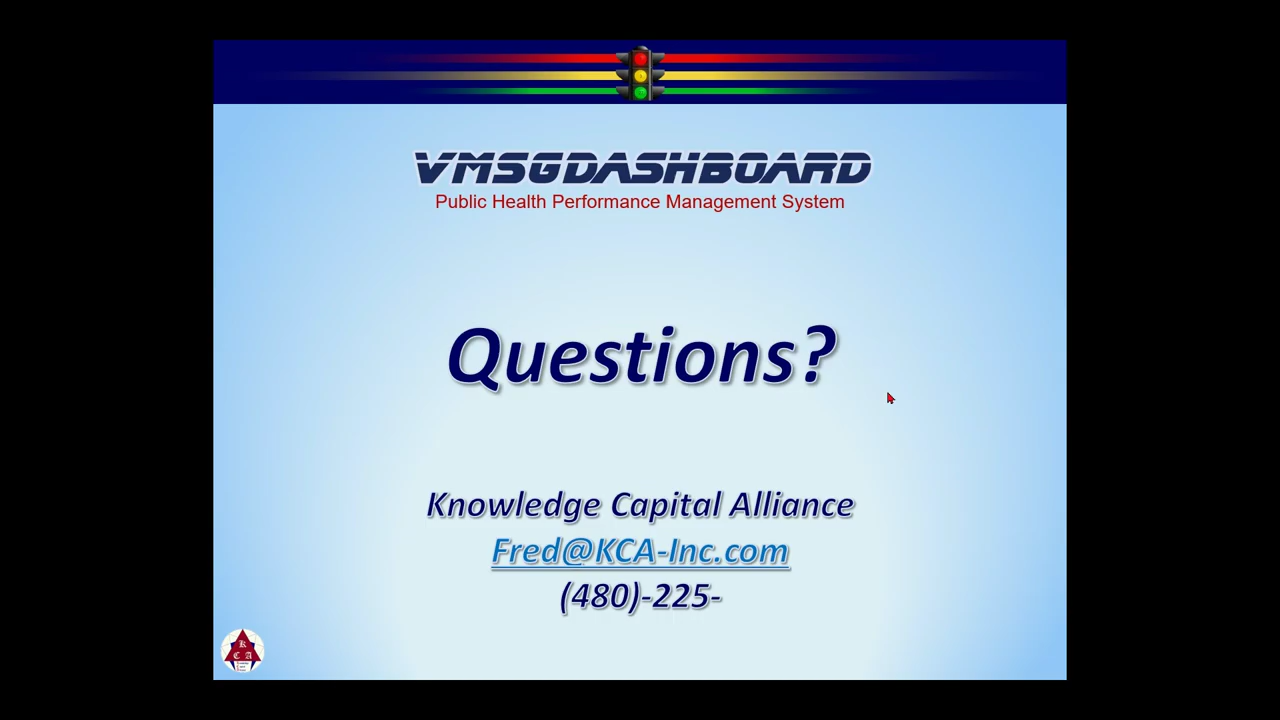 VMSGDASHBOARD
Public Health Performance Management System
Questions?
Knowledge Capital Alliance
Fred@KCA-Inc.com
(480)-225-
K
C A